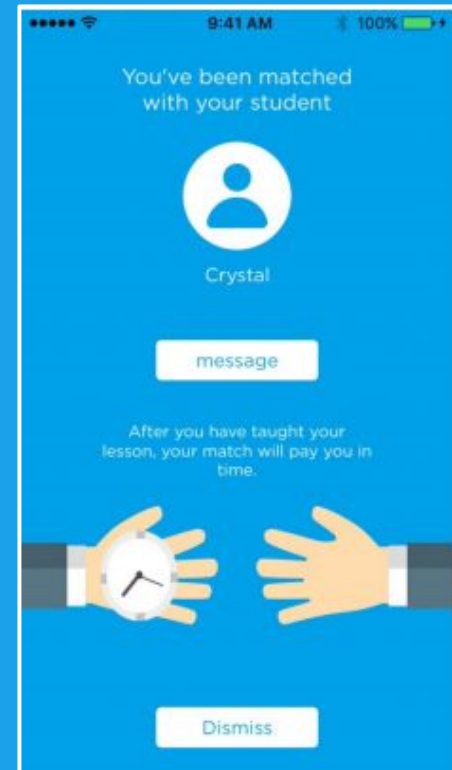 9:41 AM 100%
You've been matched
with your student
Crystal
message
After you have taught your
lesson, your match will pay you in
time.
Dismiss